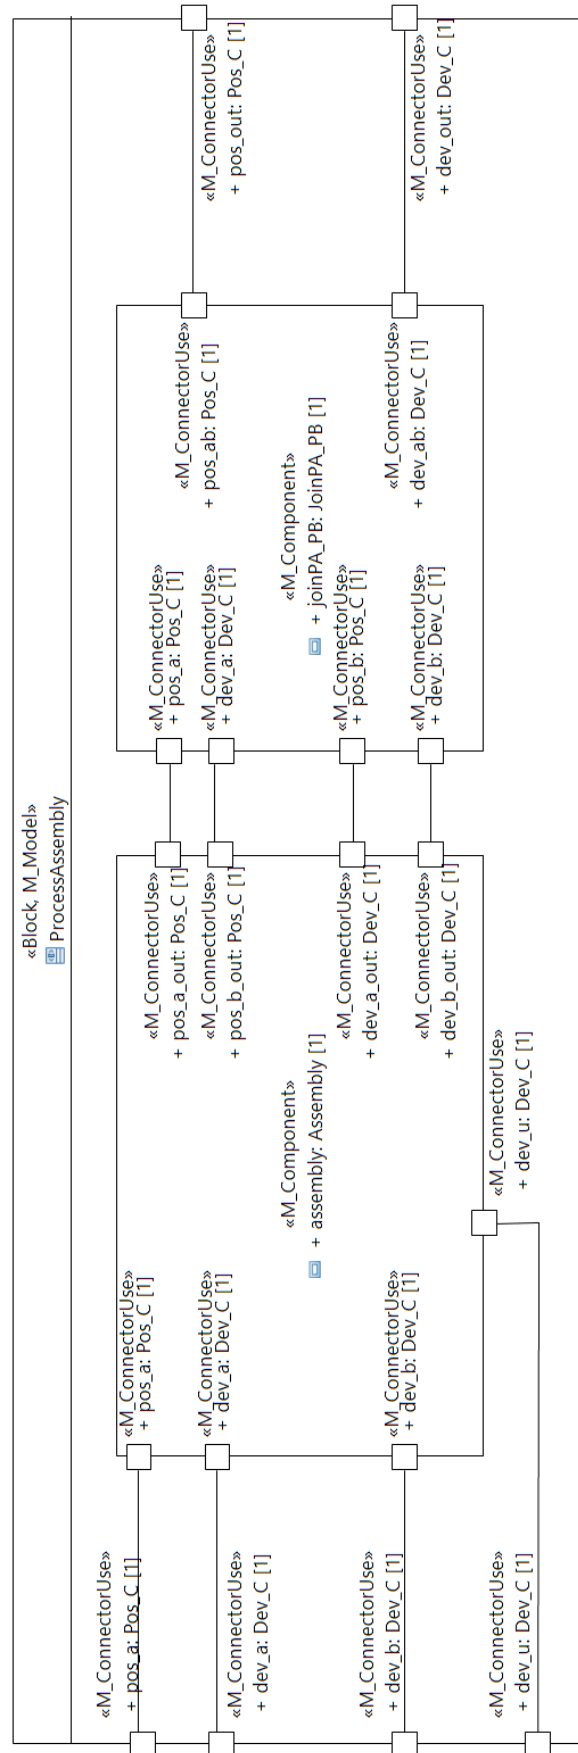 «Block, M_Model»
ProcessAssembly
«M_ConnectorUse»
+ pos_a: Pos_C [1]
«M_ConnectorUse»
+ dev_a: Dev_C [1]
«M_ConnectorUse»
+ dev_b: Dev_C [1]
«M_ConnectorUse»
+ dev_u: Dev_C [1]
«M_ConnectorUse»
+ pos_a: Pos_C [1]
«M_ConnectorUse»
+ dev_a: Dev_C [1]
«M_ConnectorUse»
+ dev_b: Dev_C [1]
«M_Component»
+ assembly: Assembly [1]
«M_ConnectorUse»
+ dev_u: Dev_C [1]
«M_ConnectorUse»
+ pos_a_out: Pos_C [1]
«M_ConnectorUse»
+ pos_b_out: Pos_C [1]
«M_ConnectorUse»
+ dev_a_out: Dev_C [1]
«M_ConnectorUse»
+ dev_b_out: Dev_C [1]
«M_ConnectorUse»
+ pos_a: Pos_C [1]
«M_ConnectorUse»
+ dev_a: Dev_C [1]
«M_ConnectorUse»
+ pos_b: Pos_C [1]
«M_ConnectorUse»
+ dev_b: Dev_C [1]
«M_Component»
+ joinPA_PB: JoinPA_PB [1]
«M_ConnectorUse»
+ pos_ab: Pos_C [1]
«M_ConnectorUse»
+ dev_ab: Dev_C [1]
«M_ConnectorUse»
+ pos_out: Pos_C [1]
«M_ConnectorUse»
+ dev_out: Dev_C [1]